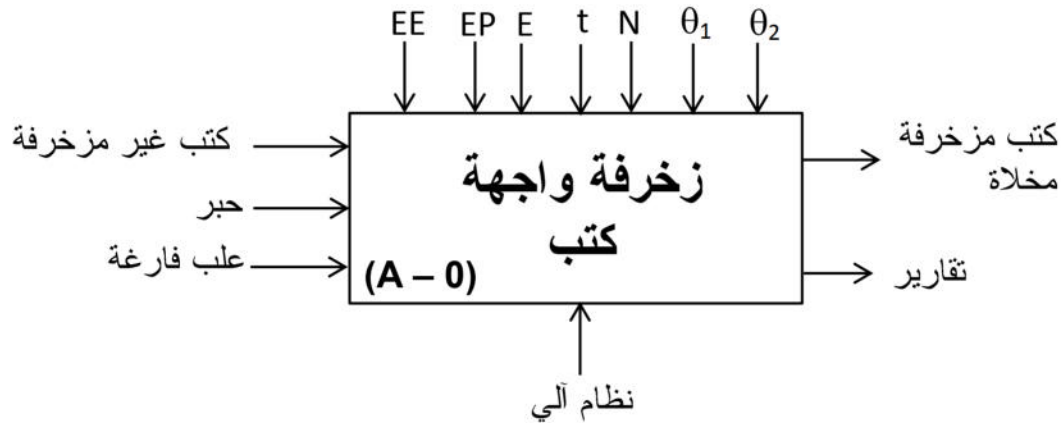 EE EP E t N θ₁ θ₂
كتب غير مزخرفة
حبر
علب فارغة
زخرفة واجهة
كتب
(A – 0)
كتب مزخرفة
مخلاة
تقارير
نظام آلي